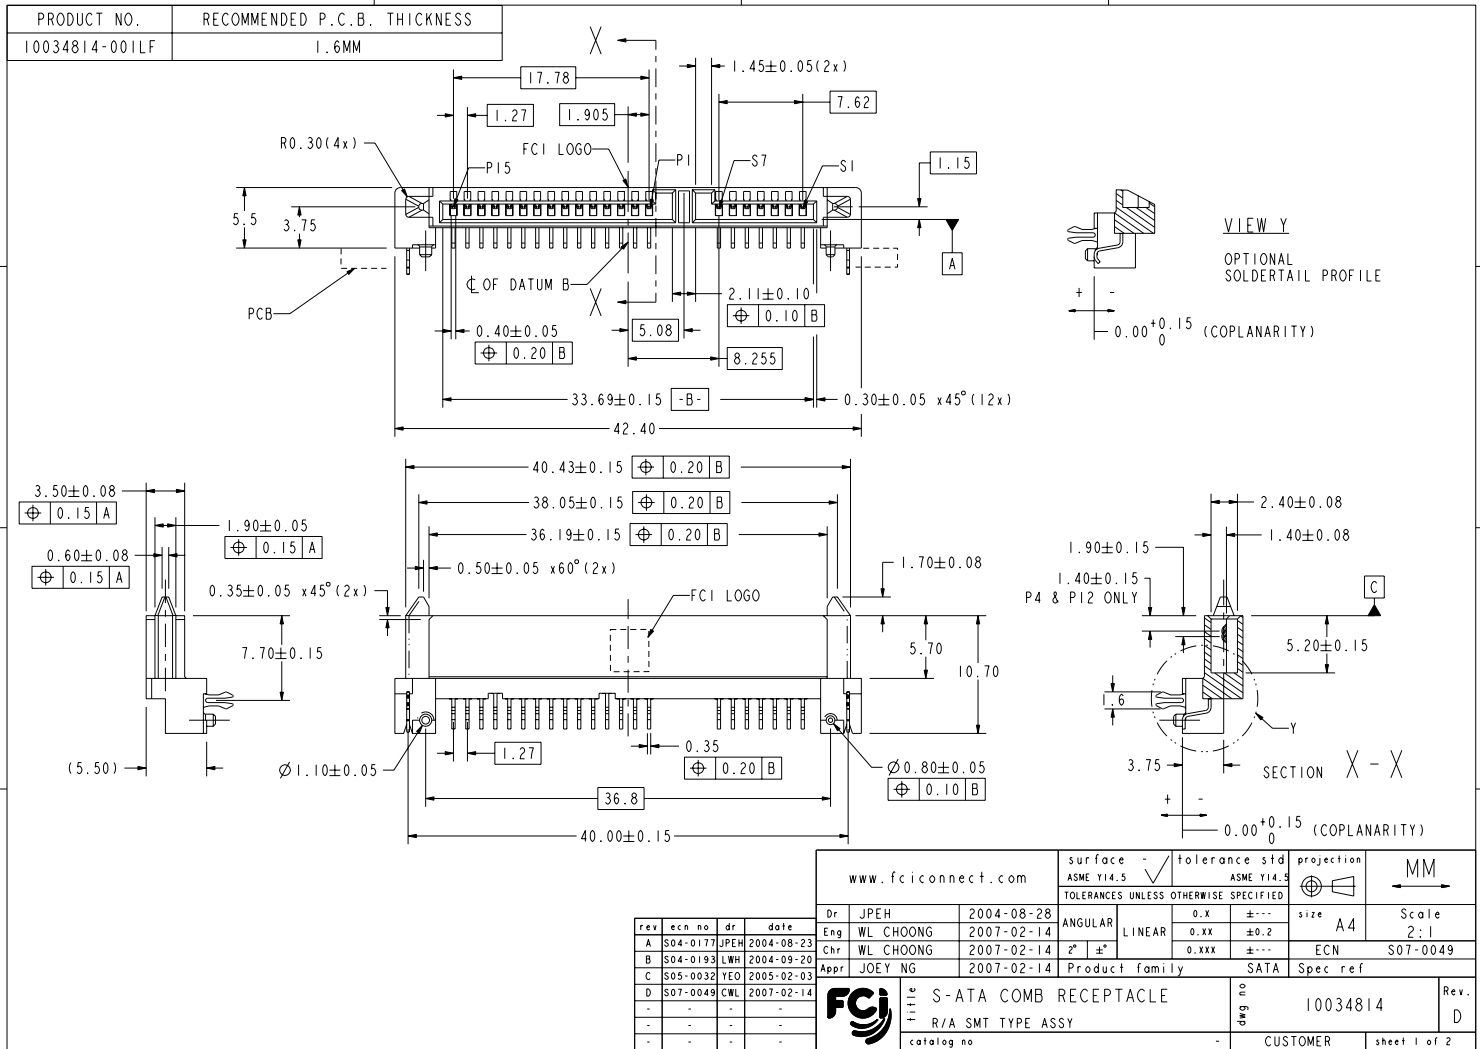 PRODUCT NO. RECOMMENDED P.C.B. THICKNESS
10034814-001LF 1.6MM
X
17.78
1.45±0.05(2x)
7.62
1.27
1.905
R0.30(4x)
FCI LOGO
P15
P1
S7
S1
1.15
5.5
3.75
A
℄ OF DATUM B
X
PCB
2.11±0.10
⌖ 0.10 B
0.40±0.05
⌖ 0.20 B
5.08
8.255
33.69±0.15 -B-
0.30±0.05 x45°(12x)
42.40
VIEW Y
OPTIONAL
SOLDERTAIL PROFILE
+ -
0.00 +0.15 0 (COPLANARITY)
40.43±0.15 ⌖ 0.20 B
38.05±0.15 ⌖ 0.20 B
36.19±0.15 ⌖ 0.20 B
3.50±0.08
⌖ 0.15 A
1.90±0.05
⌖ 0.15 A
0.60±0.08
⌖ 0.15 A
0.50±0.05 x60°(2x)
0.35±0.05 x45°(2x)
1.70±0.08
FCI LOGO
7.70±0.15
5.70
10.70
(5.50)
Ø1.10±0.05
1.27
0.35
⌖ 0.20 B
Ø0.80±0.05
⌖ 0.10 B
36.8
40.00±0.15
2.40±0.08
1.40±0.08
1.90±0.15
1.40±0.15
P4 & P12 ONLY
C
5.20±0.15
1.6
Y
3.75
SECTION X - X
+ -
0.00 +0.15 0 (COPLANARITY)
www.fciconnect.com
surface - √
ASME Y14.5
tolerance std
ASME Y14.5
projection
MM
TOLERANCES UNLESS OTHERWISE SPECIFIED
Dr JPEH 2004-08-28
Eng WL CHOONG 2007-02-14
Chr WL CHOONG 2007-02-14
Appr JOEY NG 2007-02-14
ANGULAR
2° ±°
LINEAR
0.X ±---
0.XX ±0.2
0.XXX ±---
size A4
Scale
2:1
ECN S07-0049
Product family SATA
Spec ref
rev ecn no dr date
A S04-0177 JPEH 2004-08-23
B S04-0193 LWH 2004-09-20
C S05-0032 YEO 2005-02-03
D S07-0049 CWL 2007-02-14
- - - -
- - - -
- - - -
FCi
title
S-ATA COMB RECEPTACLE
R/A SMT TYPE ASSY
dwg no
10034814
Rev.
D
catalog no -
CUSTOMER
sheet 1 of 2